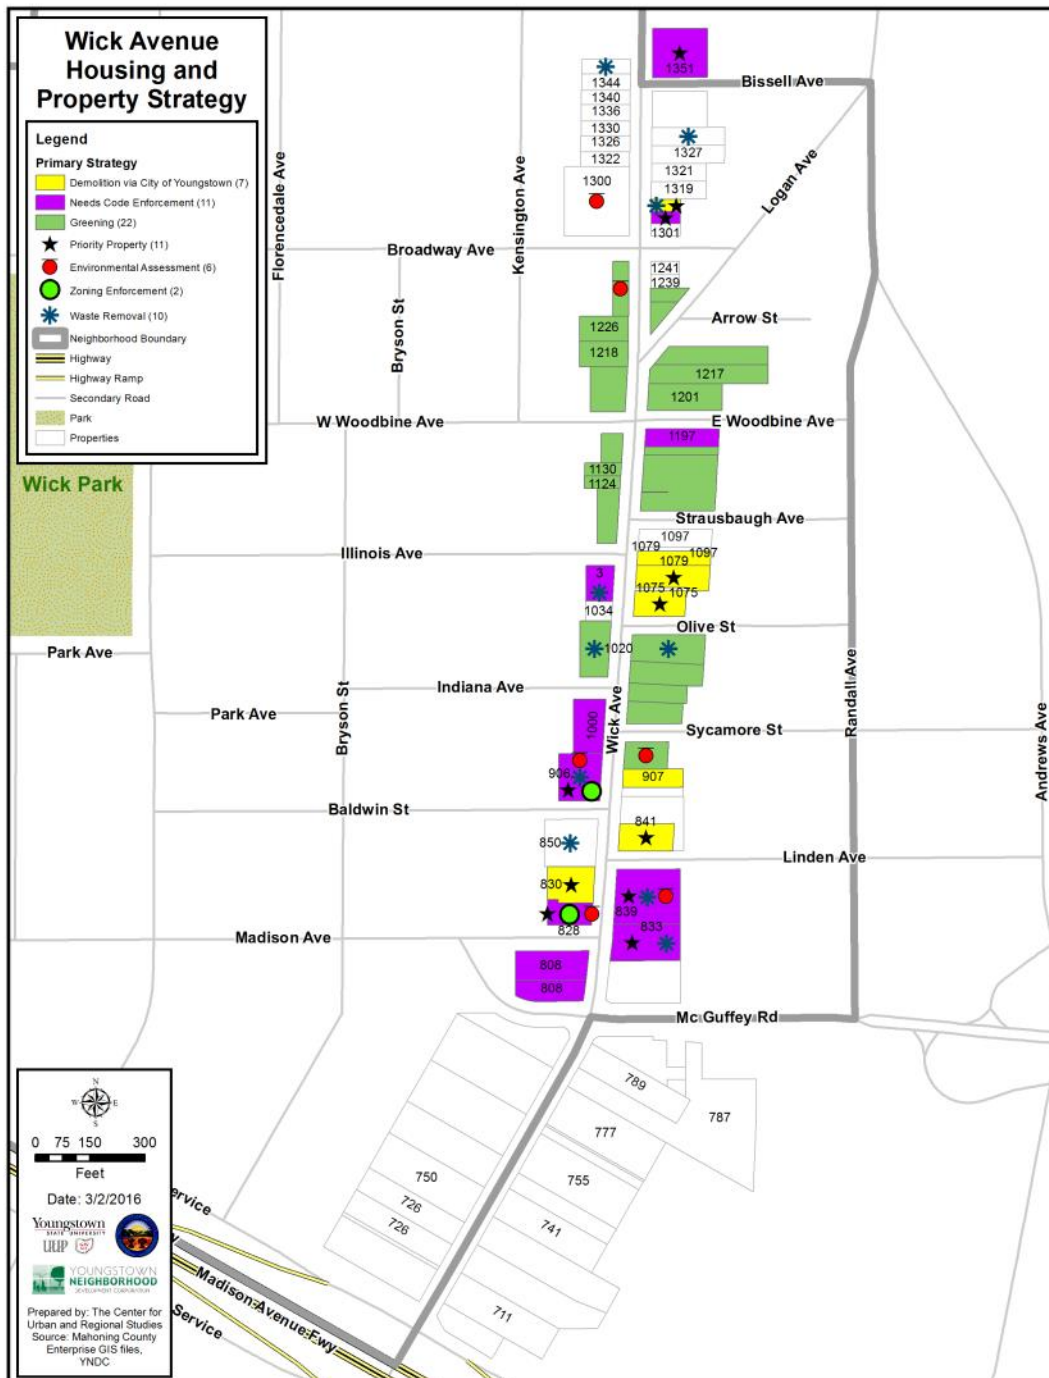 Wick Avenue
Housing and
Property Strategy
Legend
Primary Strategy
Demolition via City of Youngstown (7)
Needs Code Enforcement (11)
Greening (22)
Priority Property (11)
Environmental Assessment (6)
Zoning Enforcement (2)
Waste Removal (10)
Neighborhood Boundary
Highway
Highway Ramp
Secondary Road
Park
Properties
Wick Park
Florencedale Ave
Kensington Ave
Bissell Ave
Logan Ave
Broadway Ave
Bryson St
Arrow St
W Woodbine Ave
E Woodbine Ave
Strausbaugh Ave
Illinois Ave
Olive St
Park Ave
Indiana Ave
Park Ave
Bryson St
Wick Ave
Sycamore St
Randall Ave
Andrews Ave
Baldwin St
Linden Ave
Madison Ave
Mc Guffey Rd
1351
1344
1340
1336
1330
1326
1322
1300
1327
1321
1319
1301
1241
1239
1226
1218
1217
1201
1197
1130
1124
1097
1079
1097
1079
1075
1075
3
1034
1020
1000
906
907
841
850
830
828
839
833
808
808
789
787
777
755
750
726
726
741
711
N
W
E
S
0 75 150 300
Feet
Date: 3/2/2016
Youngstown
STATE UNIVERSITY
YOUNGSTOWN
NEIGHBORHOOD
DEVELOPMENT CORPORATION
Prepared by: The Center for
Urban and Regional Studies
Source: Mahoning County
Enterprise GIS files,
YNDC
ervice
y
Madison Avenue Fwy
Service